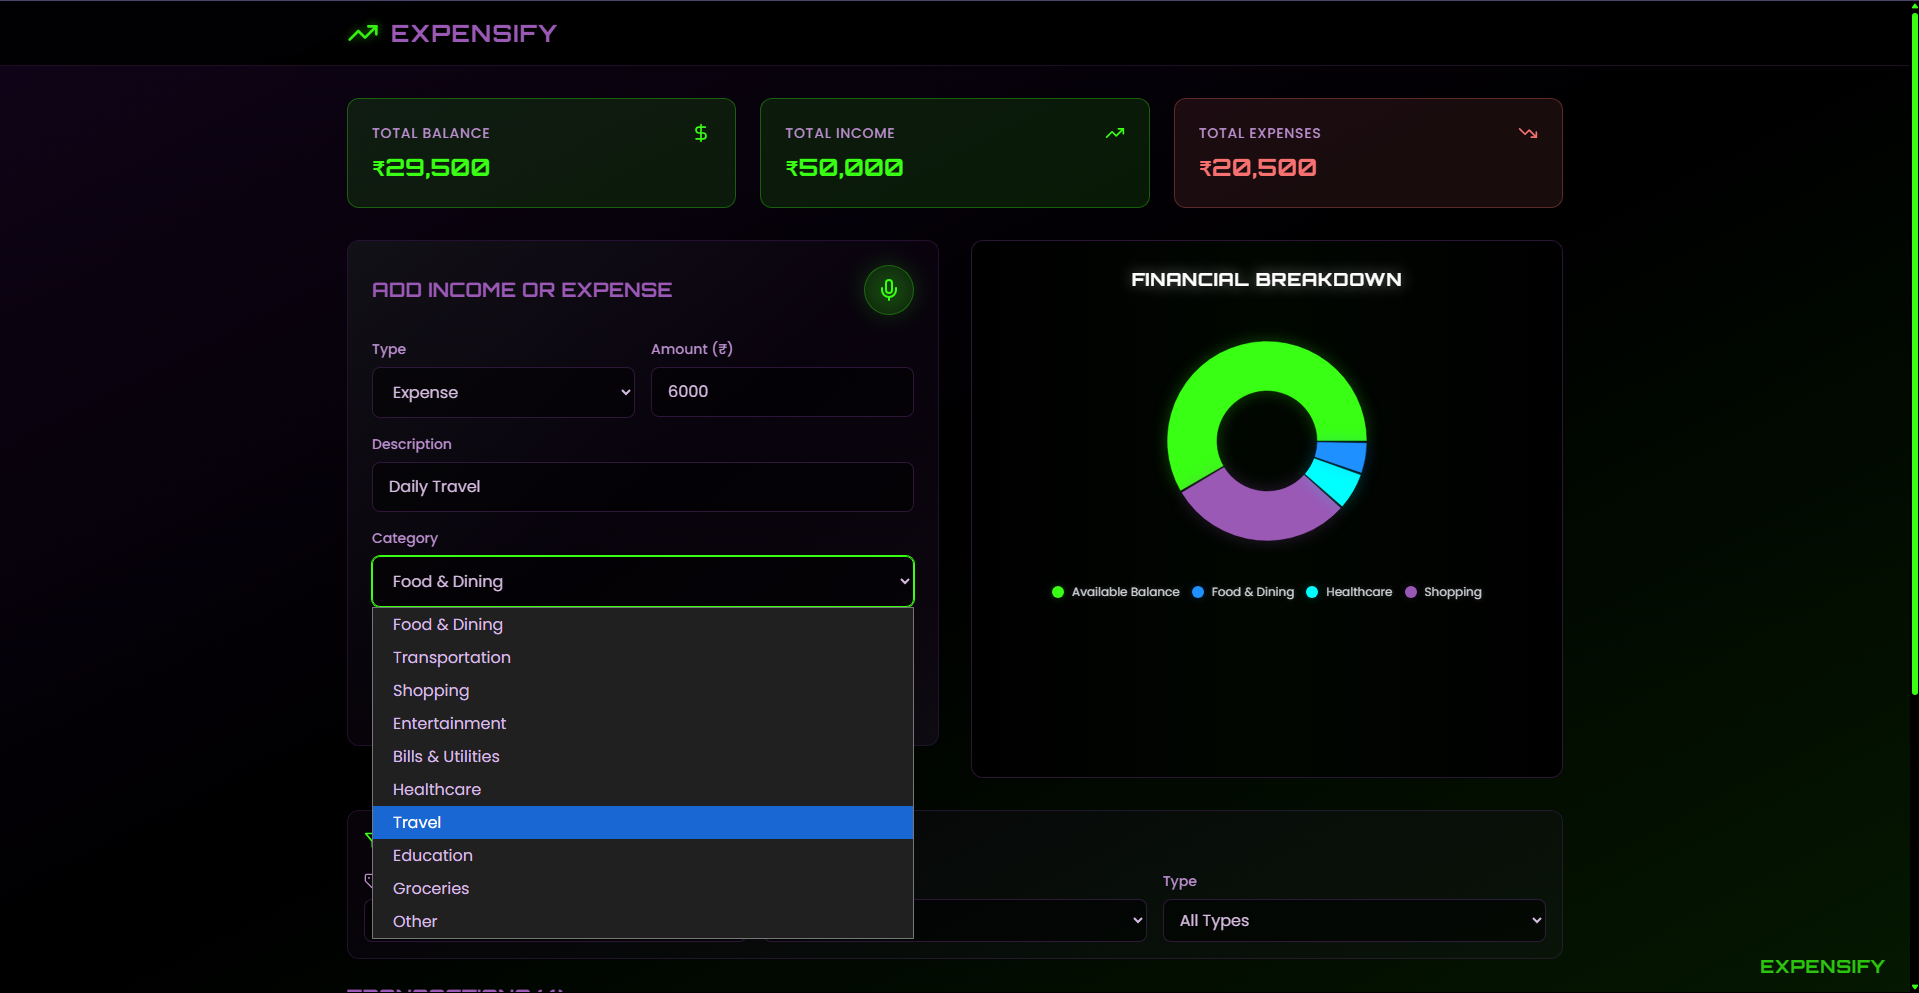 EXPENSIFY
TOTAL BALANCE
₹29,500
TOTAL INCOME
₹50,000
TOTAL EXPENSES
₹20,500
ADD INCOME OR EXPENSE
Type
Amount (₹)
Expense
6000
Description
Daily Travel
Category
Food & Dining
Food & Dining
Transportation
Shopping
Entertainment
Bills & Utilities
Healthcare
Travel
Education
Groceries
Other
FINANCIAL BREAKDOWN
Available Balance
Food & Dining
Healthcare
Shopping
Type
All Types
EXPENSIFY